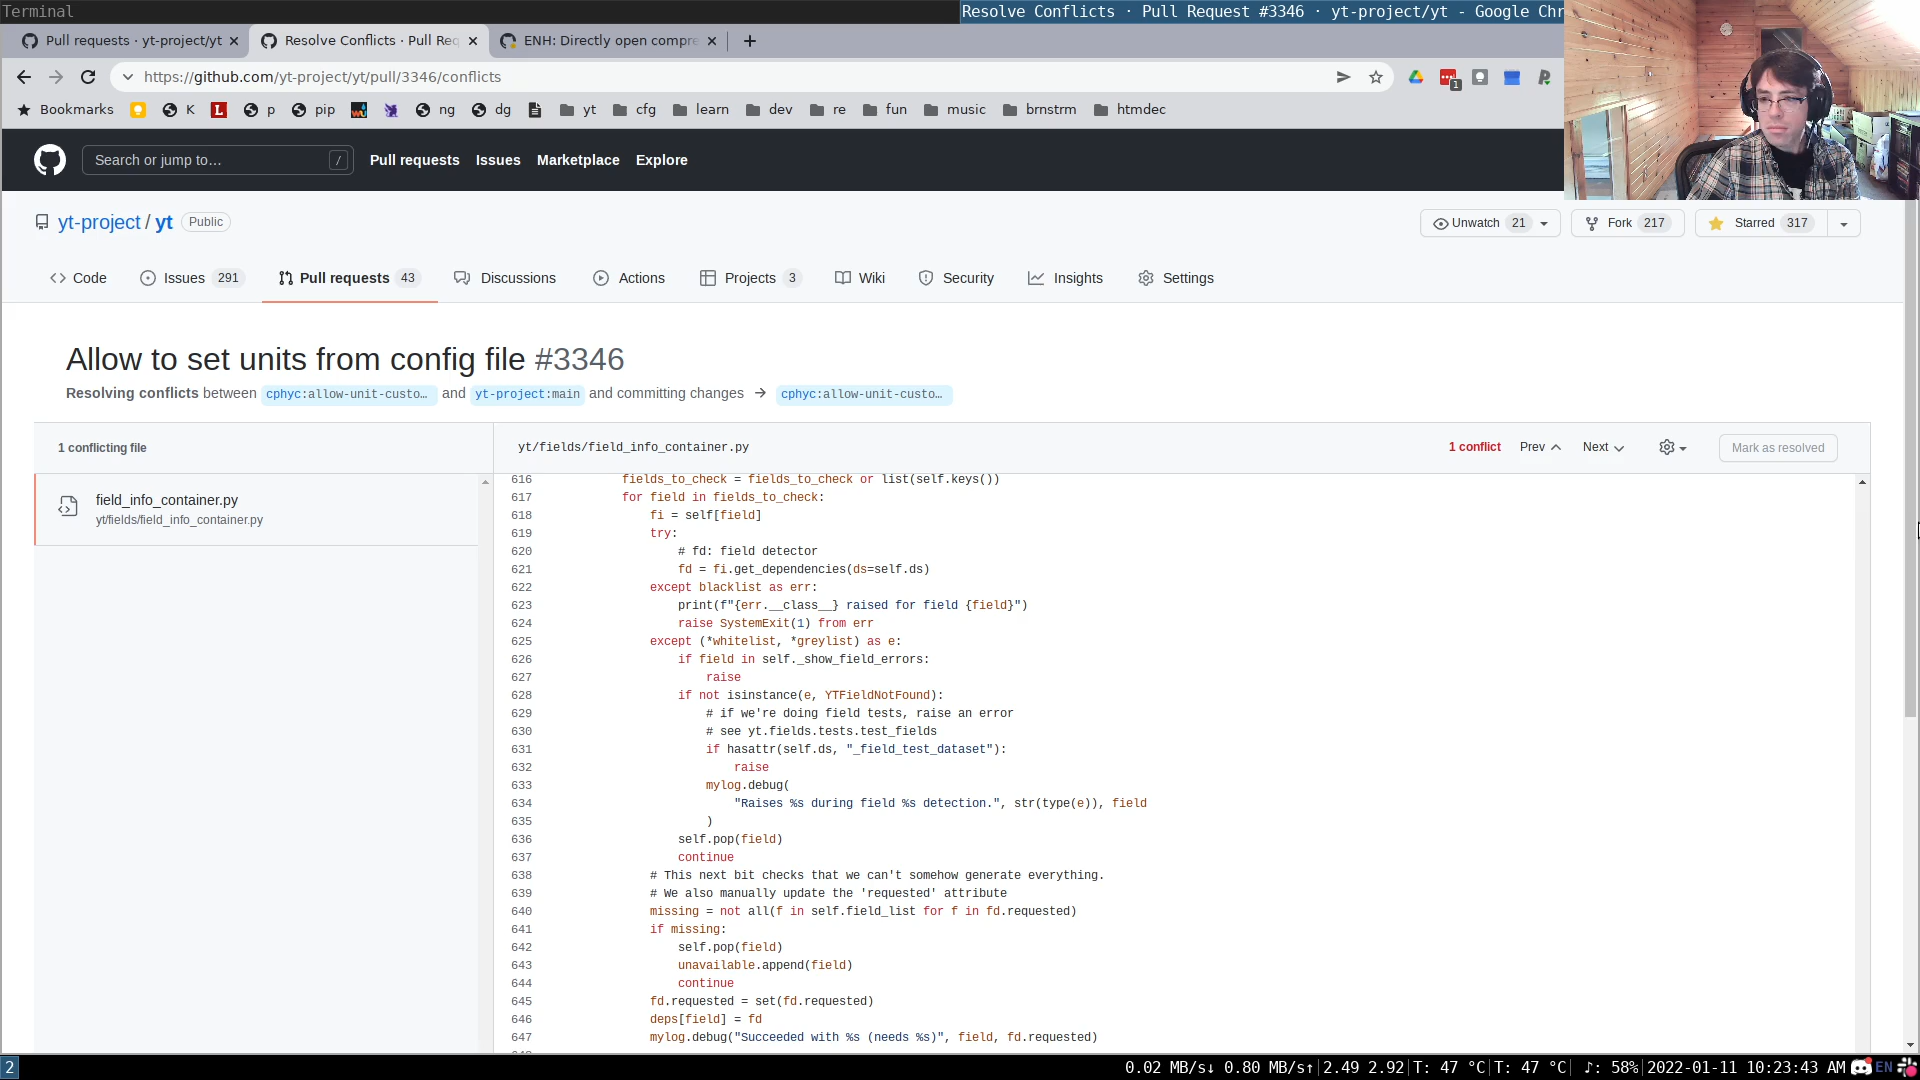 Terminal
Resolve Conflicts · Pull Request #3346 · yt-project/yt - Google Chr
Pull requests · yt-project/yt
Resolve Conflicts · Pull Req
ENH: Directly open compre
https://github.com/yt-project/yt/pull/3346/conflicts
1
Bookmarks
K
L
p
pip
ng
dg
yt
cfg
learn
dev
re
fun
music
brnstrm
htmdec
Search or jump to…
/
Pull requests
Issues
Marketplace
Explore
yt-project / yt
Public
Unwatch 21
Fork 217
Starred 317
Code
Issues 291
Pull requests 43
Discussions
Actions
Projects 3
Wiki
Security
Insights
Settings
Allow to set units from config file #3346
Resolving conflicts between cphyc:allow-unit-custo… and yt-project:main and committing changes → cphyc:allow-unit-custo…
1 conflicting file
yt/fields/field_info_container.py
1 conflict
Prev
Next
Mark as resolved
field_info_container.py
yt/fields/field_info_container.py
616 fields_to_check = fields_to_check or list(self.keys())
617 for field in fields_to_check:
618 fi = self[field]
619 try:
620 # fd: field detector
621 fd = fi.get_dependencies(ds=self.ds)
622 except blacklist as err:
623 print(f"{err.__class__} raised for field {field}")
624 raise SystemExit(1) from err
625 except (*whitelist, *greylist) as e:
626 if field in self._show_field_errors:
627 raise
628 if not isinstance(e, YTFieldNotFound):
629 # if we're doing field tests, raise an error
630 # see yt.fields.tests.test_fields
631 if hasattr(self.ds, "_field_test_dataset"):
632 raise
633 mylog.debug(
634 "Raises %s during field %s detection.", str(type(e)), field
635 )
636 self.pop(field)
637 continue
638 # This next bit checks that we can't somehow generate everything.
639 # We also manually update the 'requested' attribute
640 missing = not all(f in self.field_list for f in fd.requested)
641 if missing:
642 self.pop(field)
643 unavailable.append(field)
644 continue
645 fd.requested = set(fd.requested)
646 deps[field] = fd
647 mylog.debug("Succeeded with %s (needs %s)", field, fd.requested)
2
0.02 MB/s↓ 0.80 MB/s↑|2.49 2.92|T: 47 °C|T: 47 °C| ♪: 58%|2022-01-11 10:23:43 AM
EN